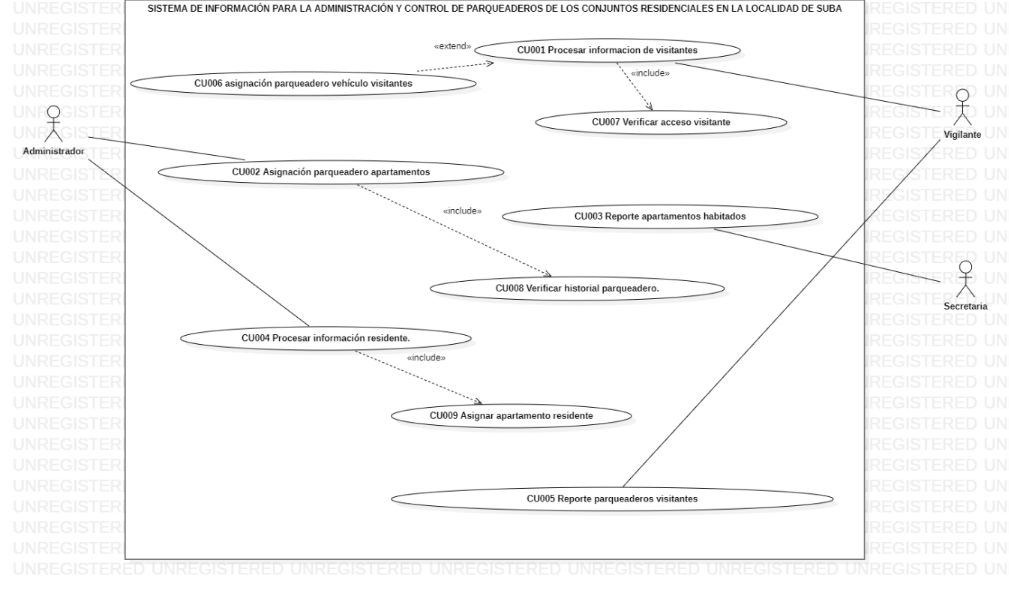 SISTEMA DE INFORMACIÓN PARA LA ADMINISTRACIÓN Y CONTROL DE PARQUEADEROS DE LOS CONJUNTOS RESIDENCIALES EN LA LOCALIDAD DE SUBA
«extend»
CU001 Procesar informacion de visitantes
«include»
CU006 asignación parqueadero vehículo visitantes
CU007 Verificar acceso visitante
Vigilante
Administrador
CU002 Asignación parqueadero apartamentos
«include»
CU003 Reporte apartamentos habitados
CU008 Verificar historial parqueadero.
Secretaria
CU004 Procesar información residente.
«include»
CU009 Asignar apartamento residente
CU005 Reporte parqueaderos visitantes
UNREGISTERED UNREGISTERED UNREGISTERED UNREGISTERED UNREGISTERED UNREGISTERED UNREGISTERED UN